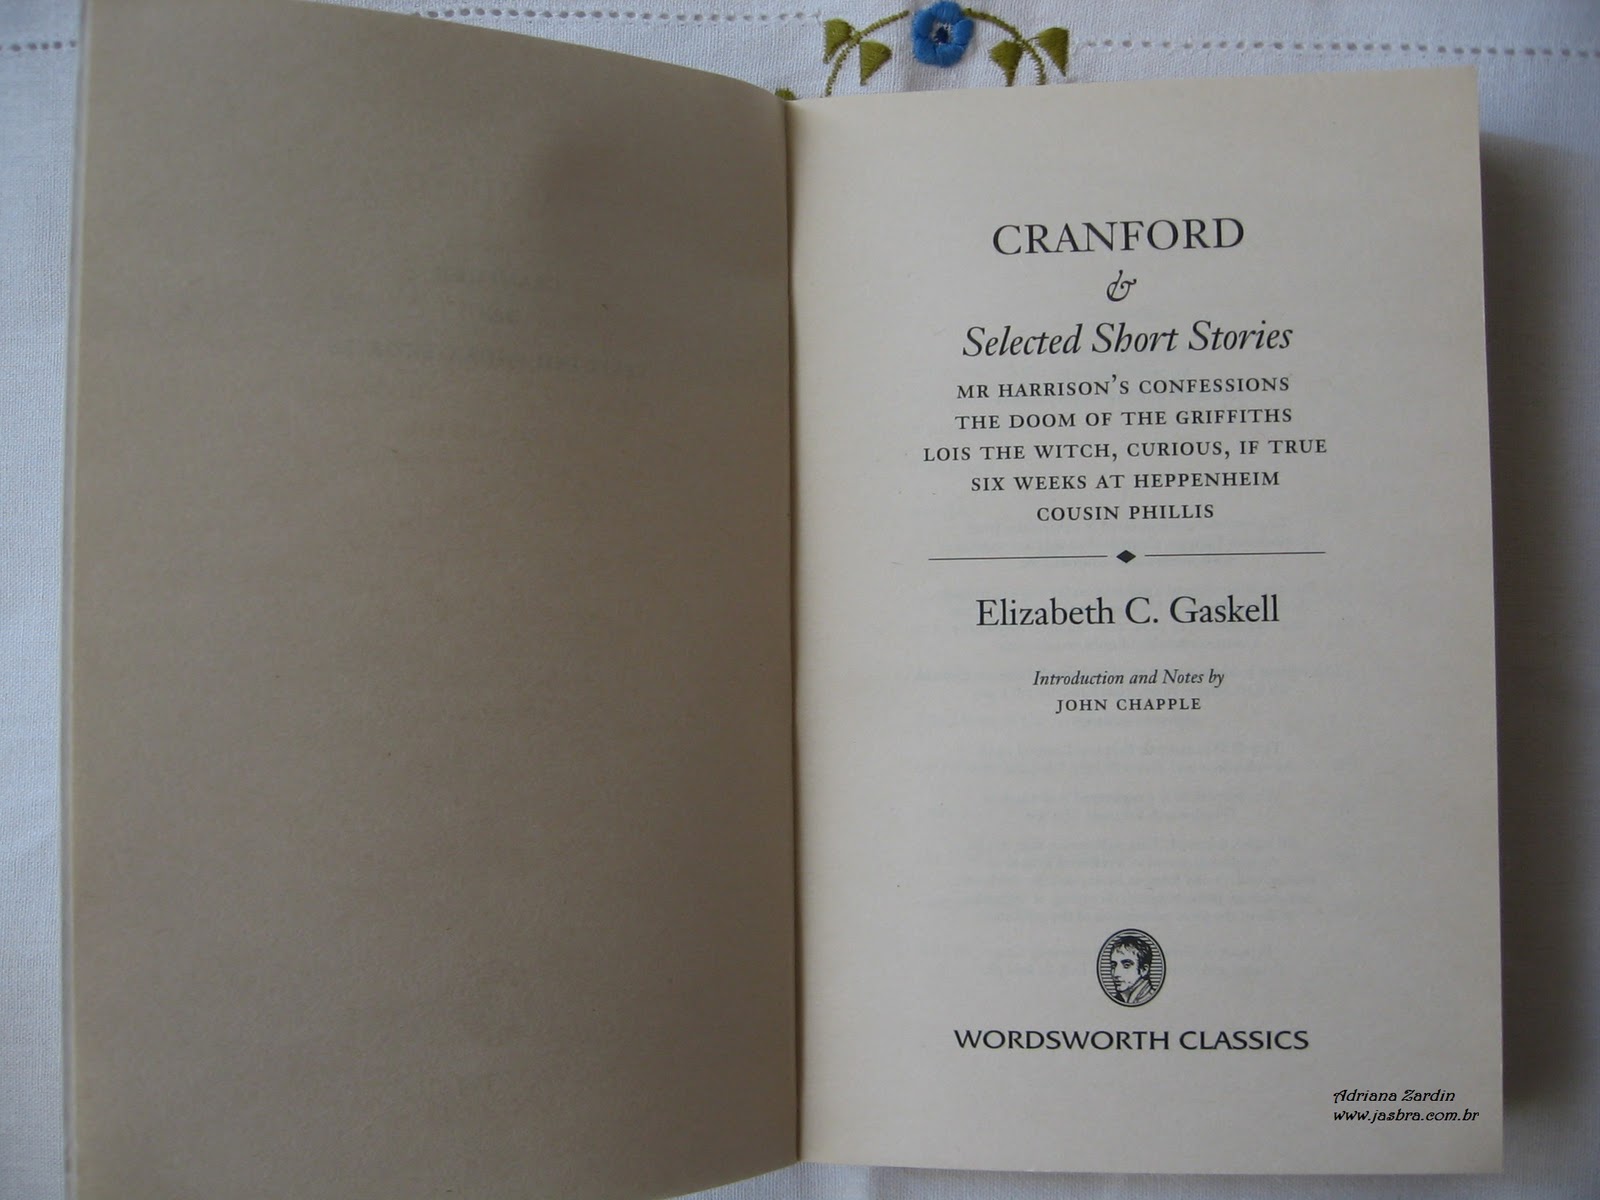 CRANFORD
&
Selected Short Stories
MR HARRISON'S CONFESSIONS
THE DOOM OF THE GRIFFITHS
LOIS THE WITCH, CURIOUS, IF TRUE
SIX WEEKS AT HEPPENHEIM
COUSIN PHILLIS
Elizabeth C. Gaskell
Introduction and Notes by
JOHN CHAPPLE
WORDSWORTH CLASSICS
Adriana Zardin
www.jasbra.com.br